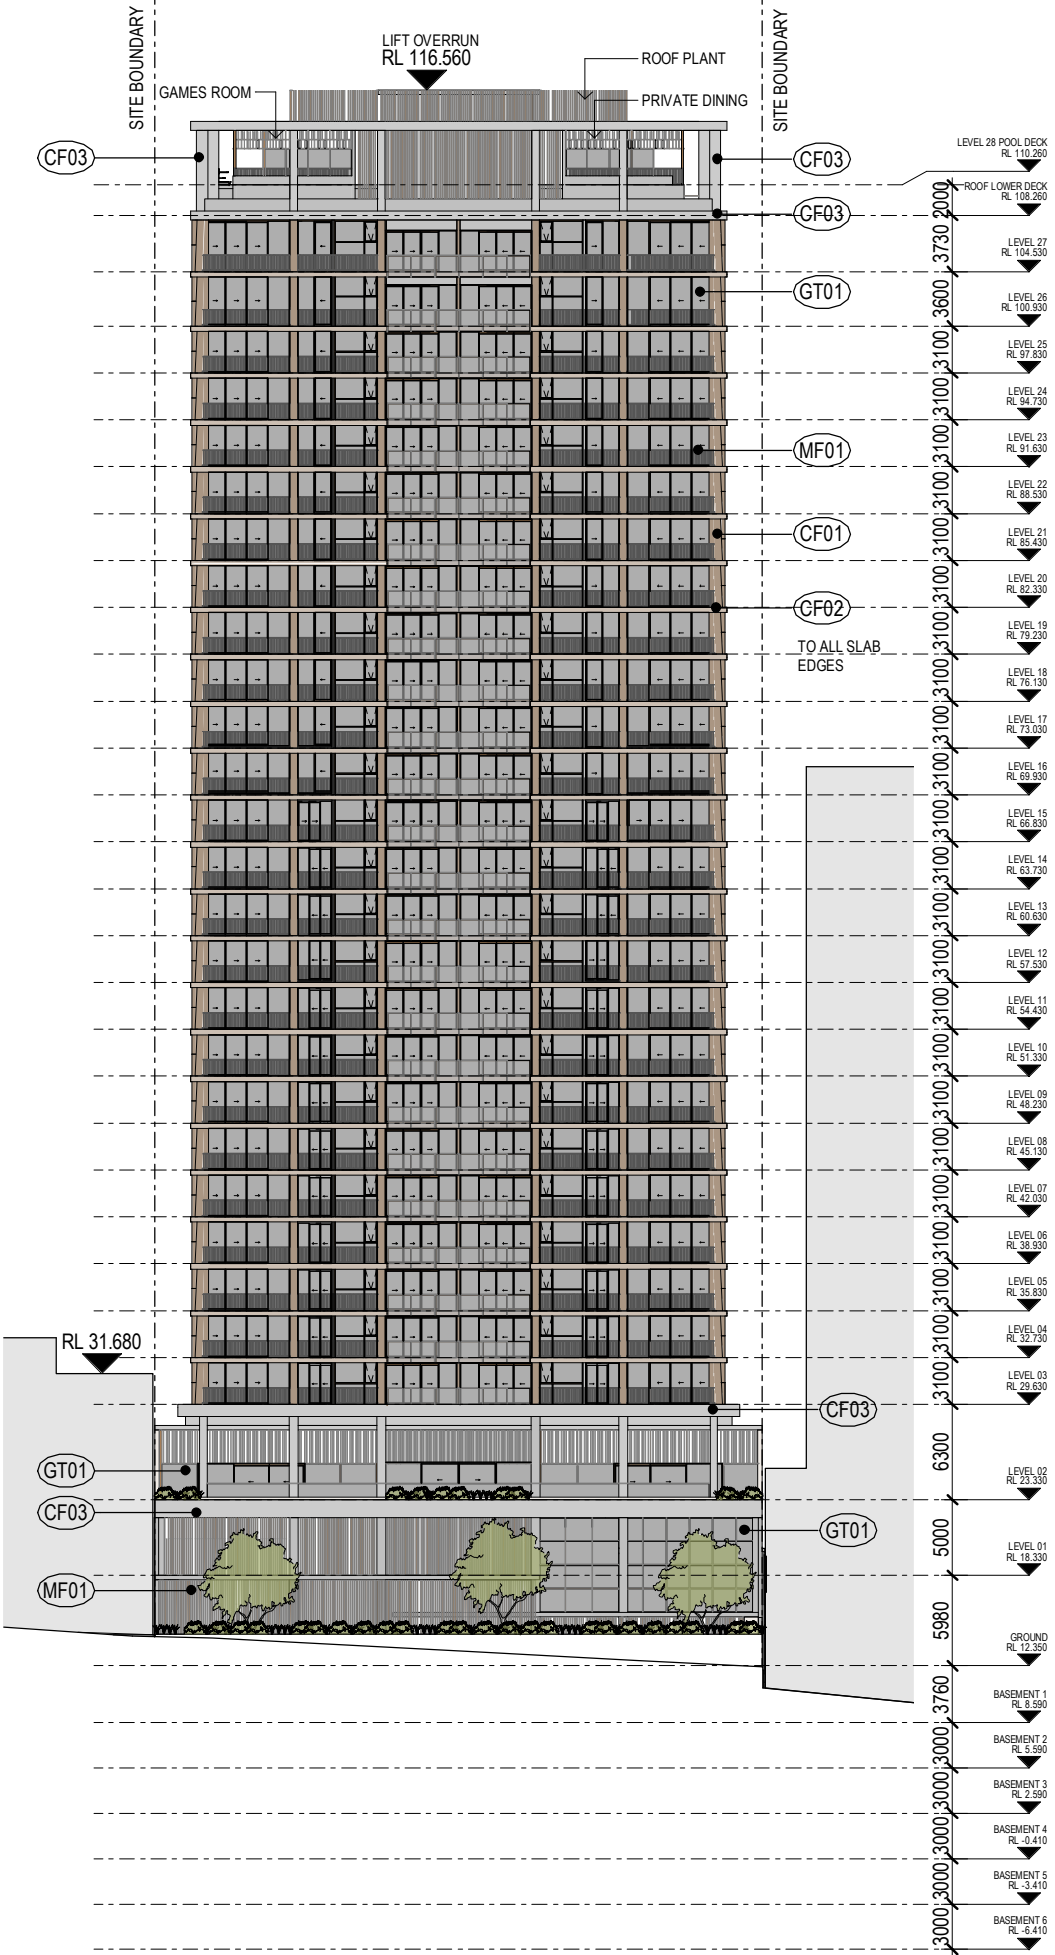 SITE BOUNDARY
LIFT OVERRUN
RL 116.560
ROOF PLANT
SITE BOUNDARY
GAMES ROOM
PRIVATE DINING
CF03
CF03
CF03
GT01
MF01
CF01
CF02
TO ALL SLAB
EDGES
RL 31.680
CF03
GT01
CF03
GT01
MF01
LEVEL 28 POOL DECK
RL 110.260
2000
ROOF LOWER DECK
RL 108.260
3730
LEVEL 27
RL 104.530
3600
LEVEL 26
RL 100.930
3100
LEVEL 25
RL 97.830
3100
LEVEL 24
RL 94.730
3100
LEVEL 23
RL 91.630
3100
LEVEL 22
RL 88.530
3100
LEVEL 21
RL 85.430
3100
LEVEL 20
RL 82.330
3100
LEVEL 19
RL 79.230
3100
LEVEL 18
RL 76.130
3100
LEVEL 17
RL 73.030
3100
LEVEL 16
RL 69.930
3100
LEVEL 15
RL 66.830
3100
LEVEL 14
RL 63.730
3100
LEVEL 13
RL 60.630
3100
LEVEL 12
RL 57.530
3100
LEVEL 11
RL 54.430
3100
LEVEL 10
RL 51.330
3100
LEVEL 09
RL 48.230
3100
LEVEL 08
RL 45.130
3100
LEVEL 07
RL 42.030
3100
LEVEL 06
RL 38.930
3100
LEVEL 05
RL 35.830
3100
LEVEL 04
RL 32.730
3100
LEVEL 03
RL 29.630
6300
LEVEL 02
RL 23.330
5000
LEVEL 01
RL 18.330
5980
GROUND
RL 12.350
3760
BASEMENT 1
RL 8.590
3000
BASEMENT 2
RL 5.590
3000
BASEMENT 3
RL 2.590
3000
BASEMENT 4
RL -0.410
3000
BASEMENT 5
RL -3.410
3000
BASEMENT 6
RL -6.410